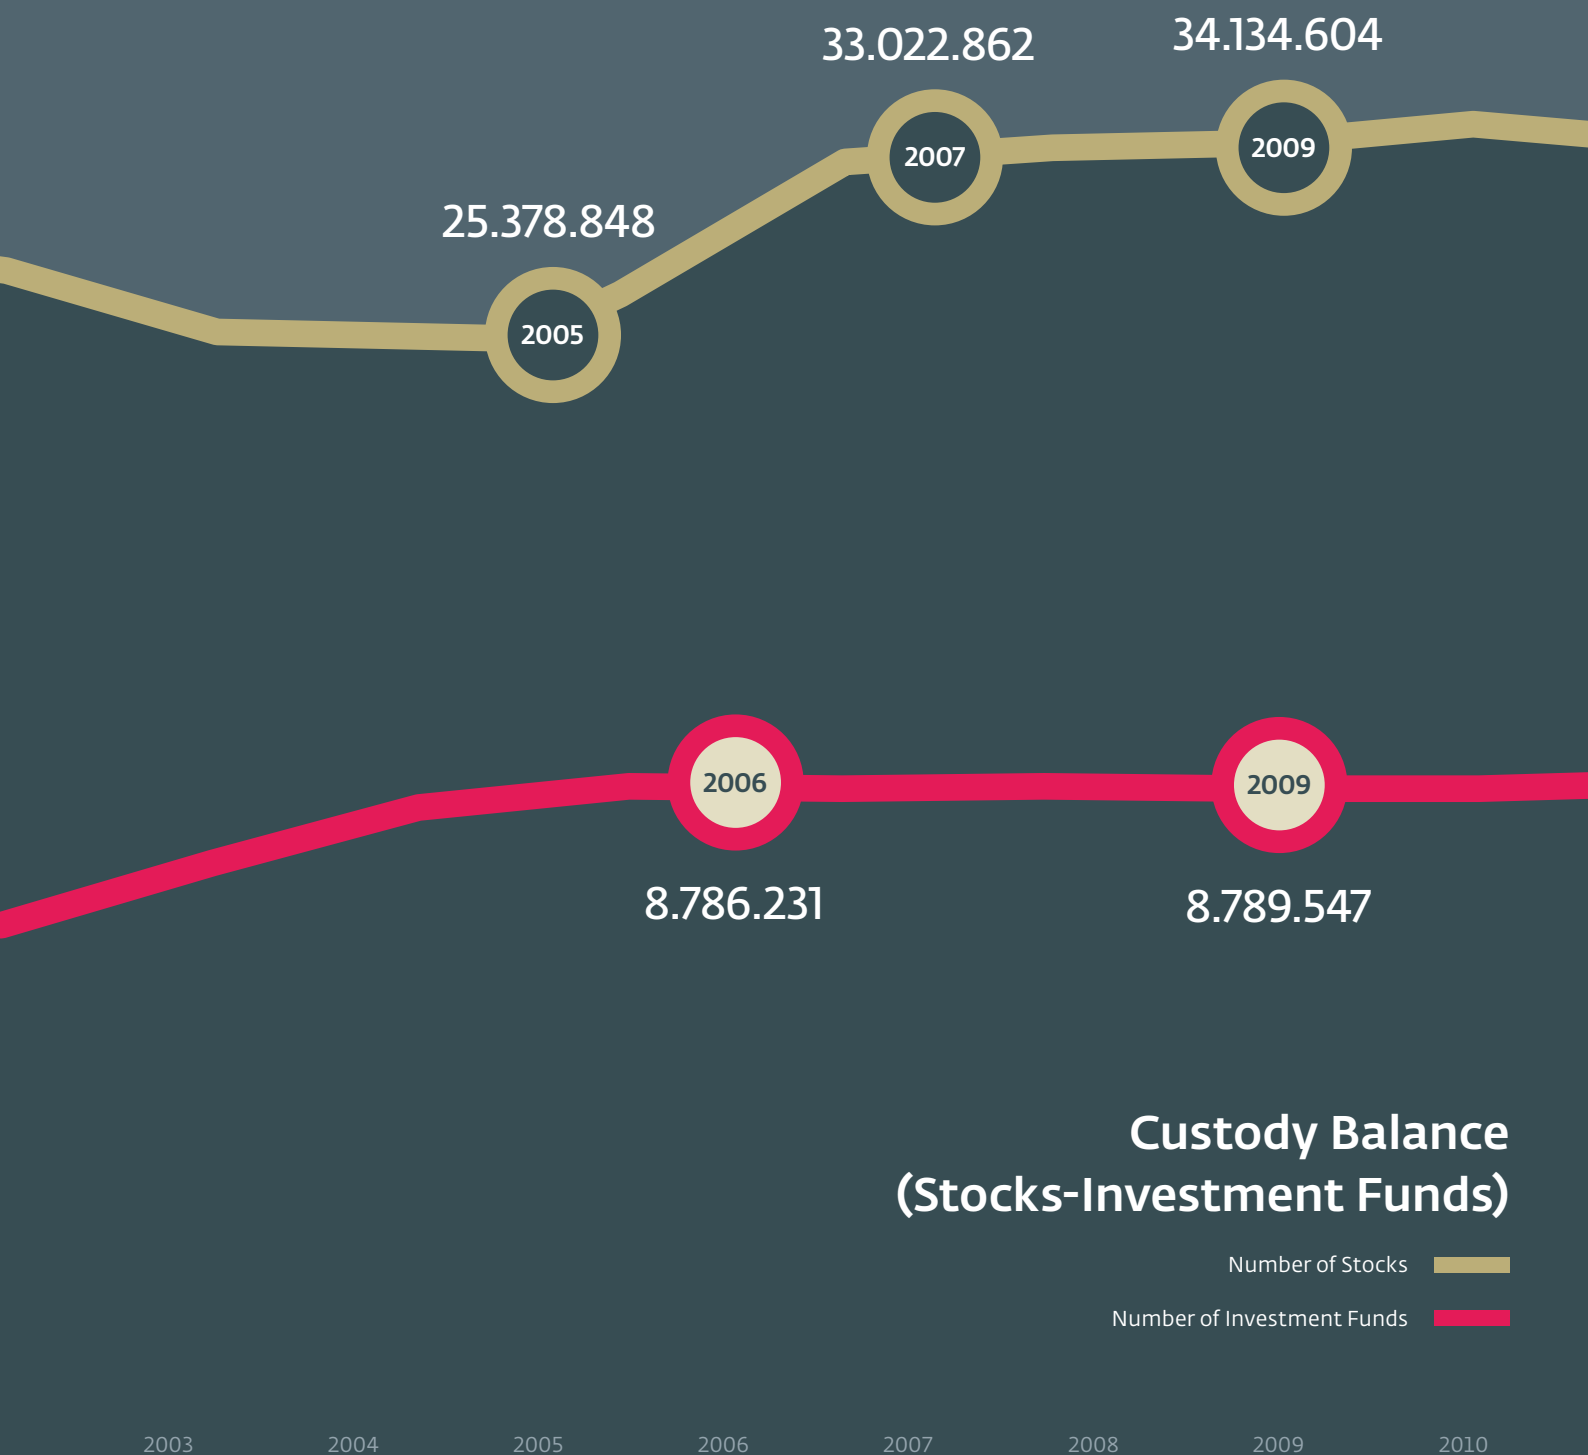 34.134.604
33.022.862
2009
2007
25.378.848
2005
2006
2009
8.786.231
8.789.547
Custody Balance
(Stocks-Investment Funds)
Number of Stocks
Number of Investment Funds
2003 2004 2005 2006 2007 2008 2009 2010